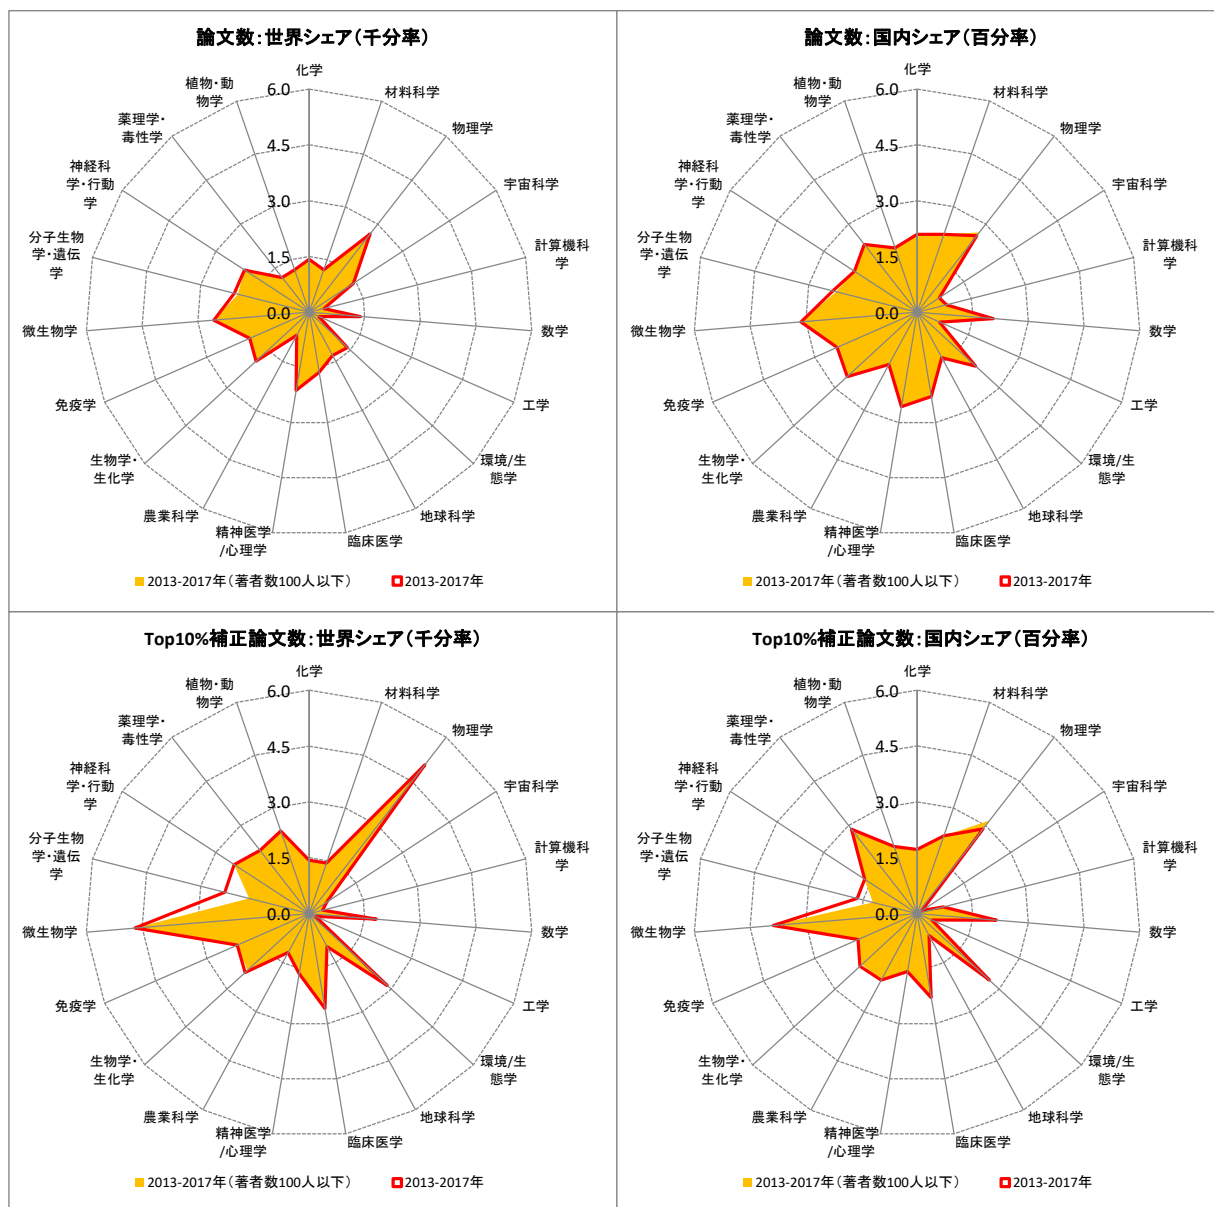 論文数：世界シェア（千分率）
化学
材料科学
物理学
宇宙科学
計算機科
学
数学
工学
環境/生
態学
地球科学
臨床医学
精神医学
/心理学
農業科学
生物学・
生化学
免疫学
微生物学
分子生物
学・遺伝
学
神経科
学・行動
学
薬理学・
毒性学
植物・動
物学
6.0
4.5
3.0
1.5
0.0
2013-2017年（著者数100人以下）
2013-2017年
論文数：国内シェア（百分率）
化学
材料科学
物理学
宇宙科学
計算機科
学
数学
工学
環境/生
態学
地球科学
臨床医学
精神医学
/心理学
農業科学
生物学・
生化学
免疫学
微生物学
分子生物
学・遺伝
学
神経科
学・行動
学
薬理学・
毒性学
植物・動
物学
6.0
4.5
3.0
1.5
0.0
2013-2017年（著者数100人以下）
2013-2017年
Top10%補正論文数：世界シェア（千分率）
化学
材料科学
物理学
宇宙科学
計算機科
学
数学
工学
環境/生
態学
地球科学
臨床医学
精神医学
/心理学
農業科学
生物学・
生化学
免疫学
微生物学
分子生物
学・遺伝
学
神経科
学・行動
学
薬理学・
毒性学
植物・動
物学
6.0
4.5
3.0
1.5
0.0
2013-2017年（著者数100人以下）
2013-2017年
Top10%補正論文数：国内シェア（百分率）
化学
材料科学
物理学
宇宙科学
計算機科
学
数学
工学
環境/生
態学
地球科学
臨床医学
精神医学
/心理学
農業科学
生物学・
生化学
免疫学
微生物学
分子生物
学・遺伝
学
神経科
学・行動
学
薬理学・
毒性学
植物・動
物学
6.0
4.5
3.0
1.5
0.0
2013-2017年（著者数100人以下）
2013-2017年